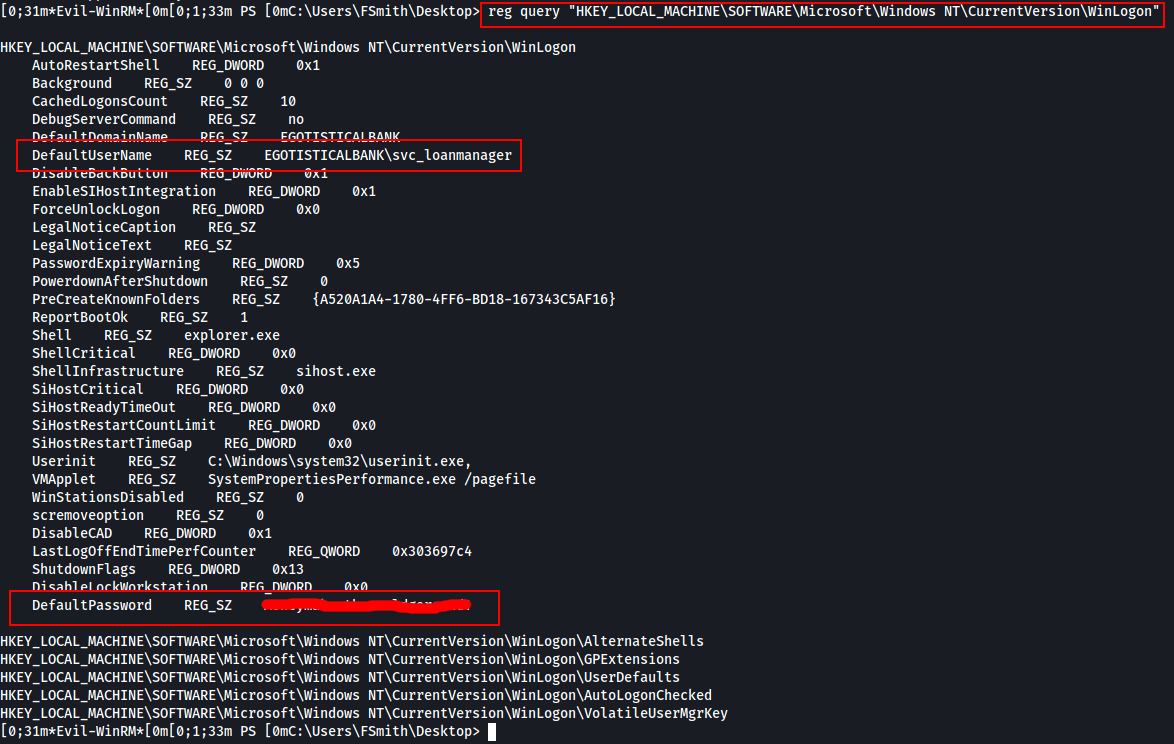 [0;31m*Evil-WinRM*[0m[0;1;33m PS [0mC:\Users\FSmith\Desktop> reg query "HKEY_LOCAL_MACHINE\SOFTWARE\Microsoft\Windows NT\CurrentVersion\WinLogon"
HKEY_LOCAL_MACHINE\SOFTWARE\Microsoft\Windows NT\CurrentVersion\WinLogon
AutoRestartShell    REG_DWORD    0x1
Background    REG_SZ    0 0 0
CachedLogonsCount    REG_SZ    10
DebugServerCommand    REG_SZ    no
DefaultDomainName    REG_SZ    EGOTISTICALBANK
DefaultUserName    REG_SZ    EGOTISTICALBANK\svc_loanmanager
DisableBackButton    REG_DWORD    0x1
EnableSIHostIntegration    REG_DWORD    0x1
ForceUnlockLogon    REG_DWORD    0x0
LegalNoticeCaption    REG_SZ
LegalNoticeText    REG_SZ
PasswordExpiryWarning    REG_DWORD    0x5
PowerdownAfterShutdown    REG_SZ    0
PreCreateKnownFolders    REG_SZ    {A520A1A4-1780-4FF6-BD18-167343C5AF16}
ReportBootOk    REG_SZ    1
Shell    REG_SZ    explorer.exe
ShellCritical    REG_DWORD    0x0
ShellInfrastructure    REG_SZ    sihost.exe
SiHostCritical    REG_DWORD    0x0
SiHostReadyTimeOut    REG_DWORD    0x0
SiHostRestartCountLimit    REG_DWORD    0x0
SiHostRestartTimeGap    REG_DWORD    0x0
Userinit    REG_SZ    C:\Windows\system32\userinit.exe,
VMApplet    REG_SZ    SystemPropertiesPerformance.exe /pagefile
WinStationsDisabled    REG_SZ    0
scremoveoption    REG_SZ    0
DisableCAD    REG_DWORD    0x1
LastLogOffEndTimePerfCounter    REG_QWORD    0x303697c4
ShutdownFlags    REG_DWORD    0x13
DisableLockWorkstation    REG_DWORD    0x0
DefaultPassword    REG_SZ
HKEY_LOCAL_MACHINE\SOFTWARE\Microsoft\Windows NT\CurrentVersion\WinLogon\AlternateShells
HKEY_LOCAL_MACHINE\SOFTWARE\Microsoft\Windows NT\CurrentVersion\WinLogon\GPExtensions
HKEY_LOCAL_MACHINE\SOFTWARE\Microsoft\Windows NT\CurrentVersion\WinLogon\UserDefaults
HKEY_LOCAL_MACHINE\SOFTWARE\Microsoft\Windows NT\CurrentVersion\WinLogon\AutoLogonChecked
HKEY_LOCAL_MACHINE\SOFTWARE\Microsoft\Windows NT\CurrentVersion\WinLogon\VolatileUserMgrKey
[0;31m*Evil-WinRM*[0m[0;1;33m PS [0mC:\Users\FSmith\Desktop>